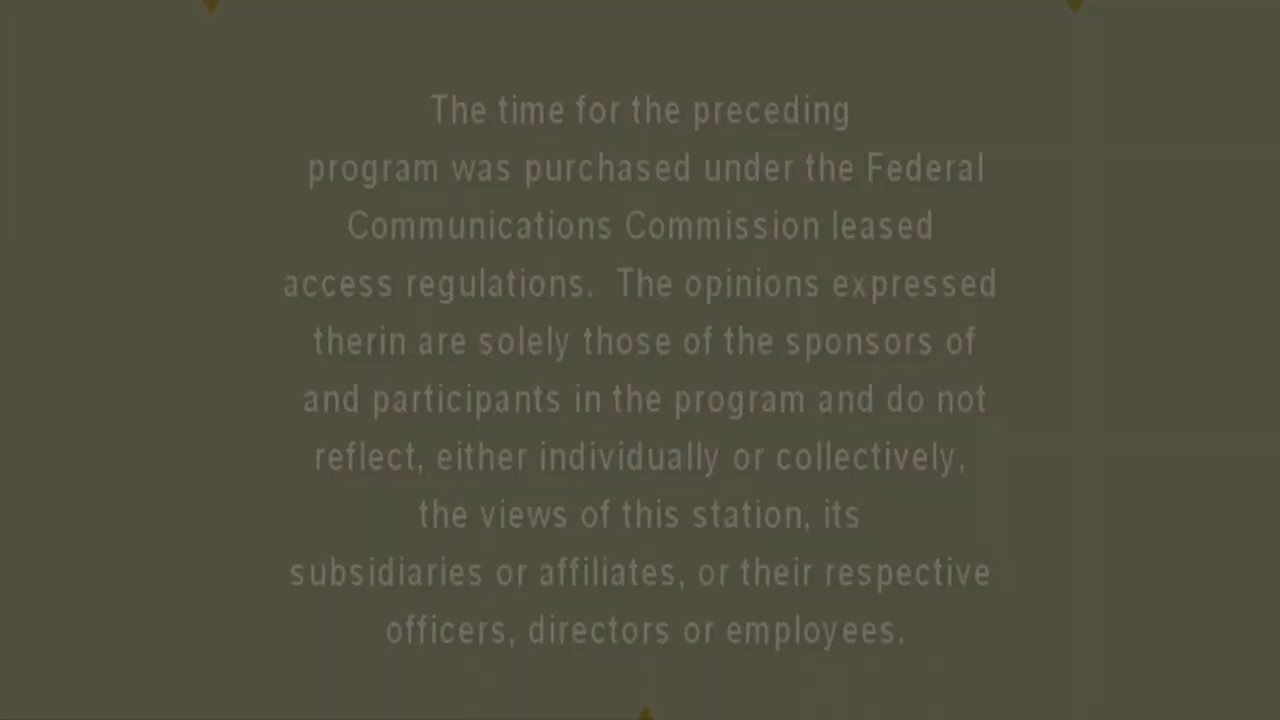 The time for the preceding
program was purchased under the Federal
Communications Commission leased
access regulations.  The opinions expressed
therin are solely those of the sponsors of
and participants in the program and do not
reflect, either individually or collectively,
the views of this station, its
subsidiaries or affiliates, or their respective
officers, directors or employees.